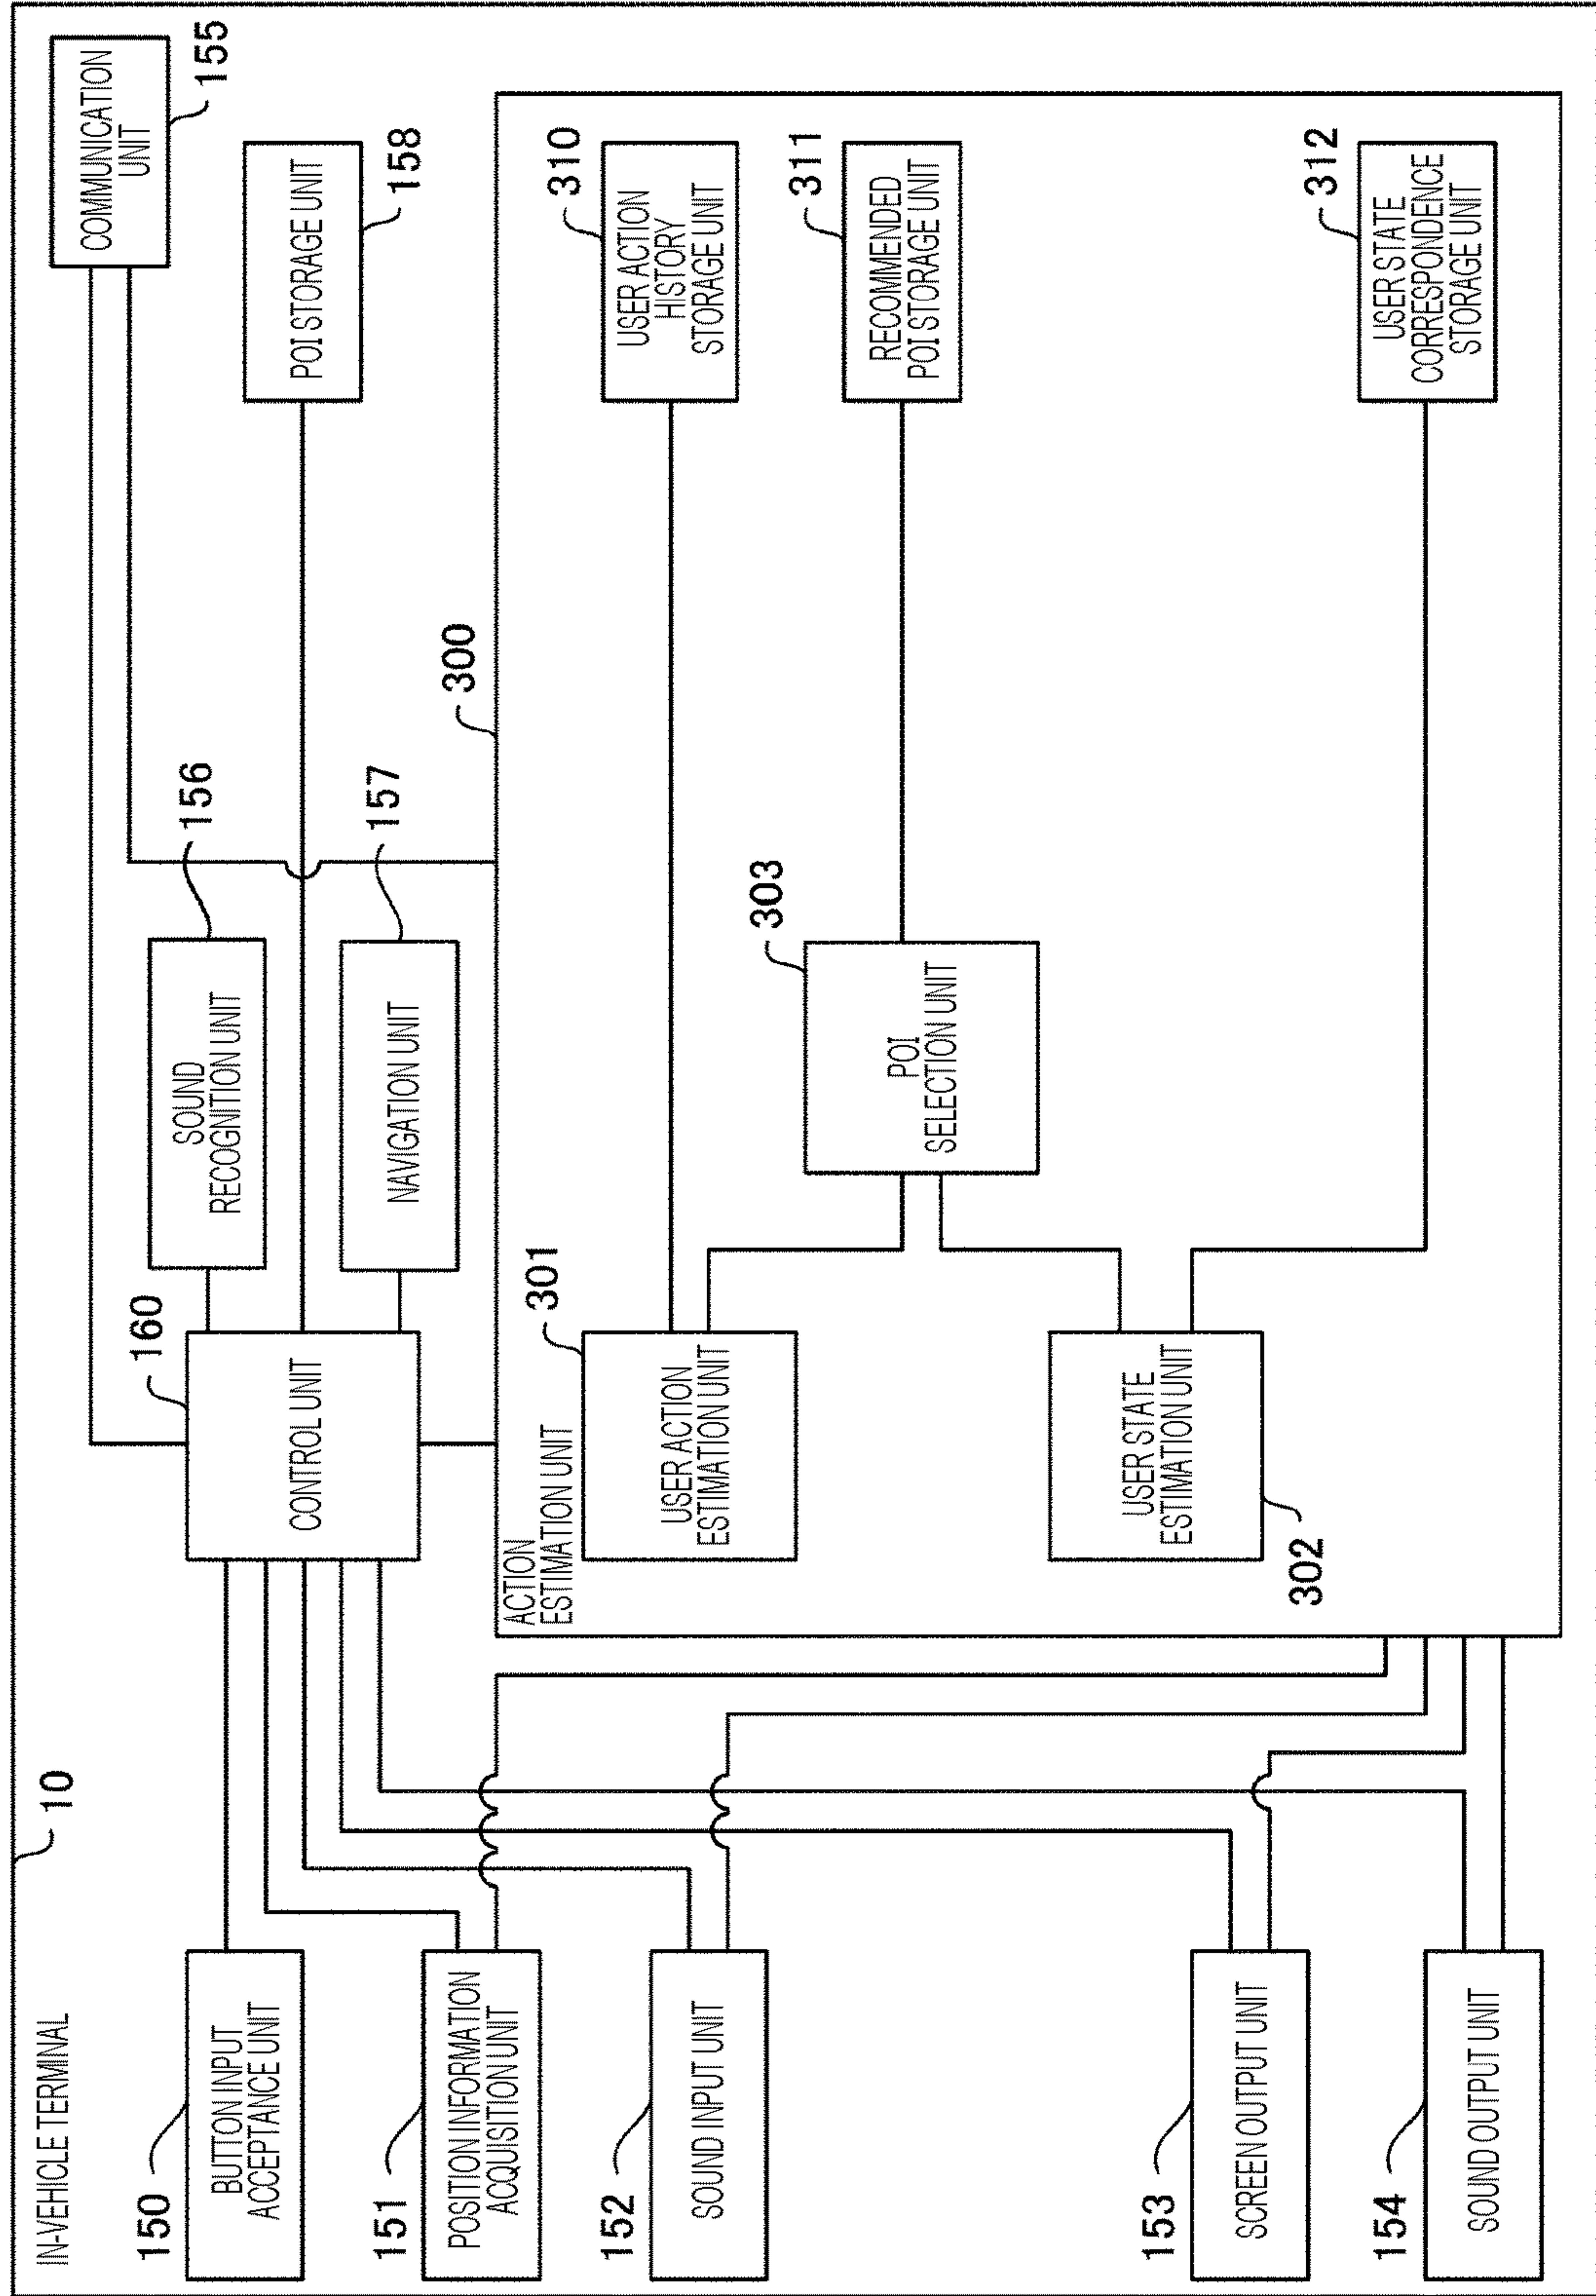 IN-VEHICLE TERMINAL
10
150
BUTTON INPUT
ACCEPTANCE UNIT
151
POSITION INFORMATION
ACQUISITION UNIT
152
SOUND INPUT UNIT
153
SCREEN OUTPUT UNIT
154
SOUND OUTPUT UNIT
160
CONTROL UNIT
156
SOUND
RECOGNITION UNIT
157
NAVIGATION UNIT
COMMUNICATION
UNIT
155
POI STORAGE UNIT
158
300
ACTION
ESTIMATION UNIT
301
USER ACTION
ESTIMATION UNIT
USER STATE
ESTIMATION UNIT
302
303
POI
SELECTION UNIT
310
USER ACTION
HISTORY
STORAGE UNIT
311
RECOMMENDED
POI STORAGE UNIT
312
USER STATE
CORRESPONDENCE
STORAGE UNIT